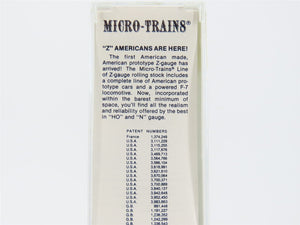 MICRO-TRAINS®
"Z" AMERICANS ARE HERE!
The first American made,
American prototype Z-gauge has
arrived! The Micro-Trains® Line
of Z-gauge rolling stock includes
a complete line of American pro-
totype cars and a powered F-7
locomotive. Now, incorporated
within the barest minimum of
space, you'll find all the realism
and reliability offered by the best
in "HO" and "N" gauge.
PATENT NUMBERS
France
U.S.A.
U.S.A.
U.S.A.
U.S.A.
U.S.A.
U.S.A.
U.S.A.
U.S.A.
U.S.A.
U.S.A.
U.S.A.
U.S.A.
U.S.A.
G.B.
G.B.
G.B.
G.B.
G.B.